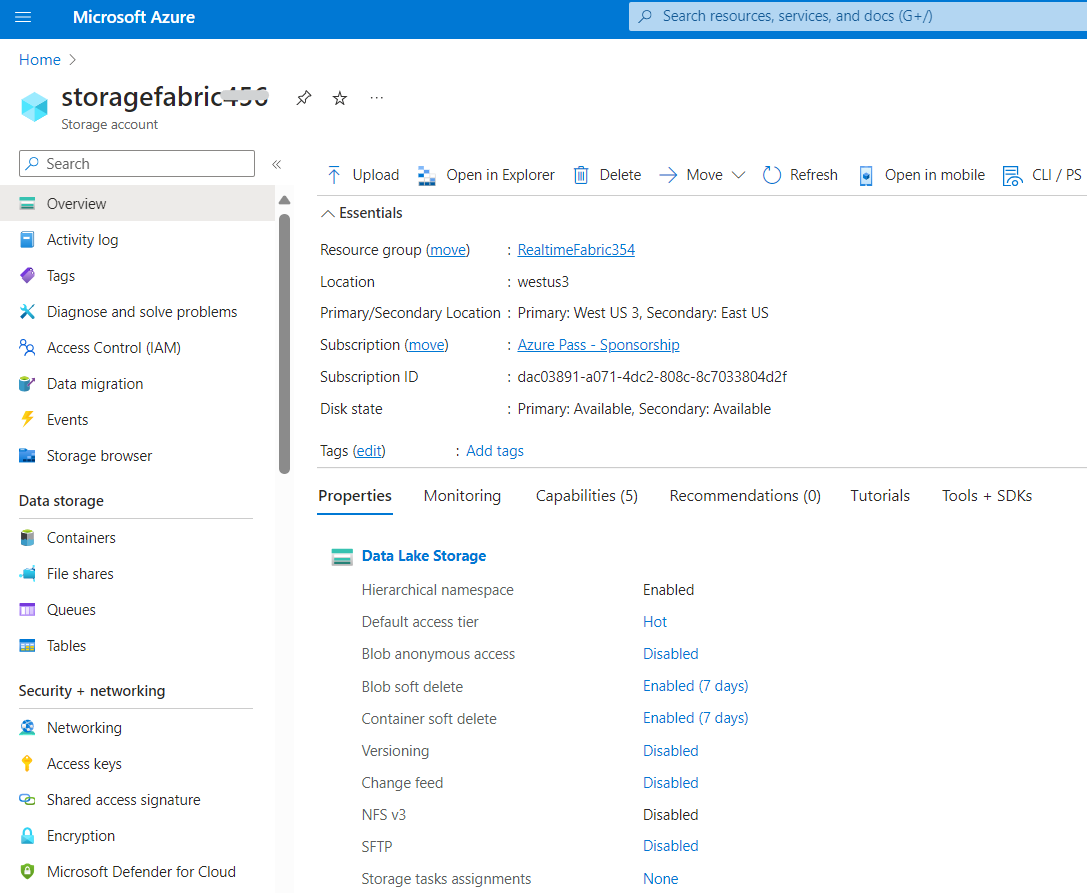 Microsoft Azure
Search resources, services, and docs (G+/)
Home
storagefabric456
Storage account
Search
Upload
Open in Explorer
Delete
Move
Refresh
Open in mobile
CLI / PS
Overview
Activity log
Tags
Diagnose and solve problems
Access Control (IAM)
Data migration
Events
Storage browser
Data storage
Containers
File shares
Queues
Tables
Security + networking
Networking
Access keys
Shared access signature
Encryption
Microsoft Defender for Cloud
Essentials
Resource group (move) : RealtimeFabric354
Location : westus3
Primary/Secondary Location : Primary: West US 3, Secondary: East US
Subscription (move) : Azure Pass - Sponsorship
Subscription ID : dac03891-a071-4dc2-808c-8c7033804d2f
Disk state : Primary: Available, Secondary: Available
Tags (edit) : Add tags
Properties
Monitoring
Capabilities (5)
Recommendations (0)
Tutorials
Tools + SDKs
Data Lake Storage
Hierarchical namespace Enabled
Default access tier Hot
Blob anonymous access Disabled
Blob soft delete Enabled (7 days)
Container soft delete Enabled (7 days)
Versioning Disabled
Change feed Disabled
NFS v3 Disabled
SFTP Disabled
Storage tasks assignments None